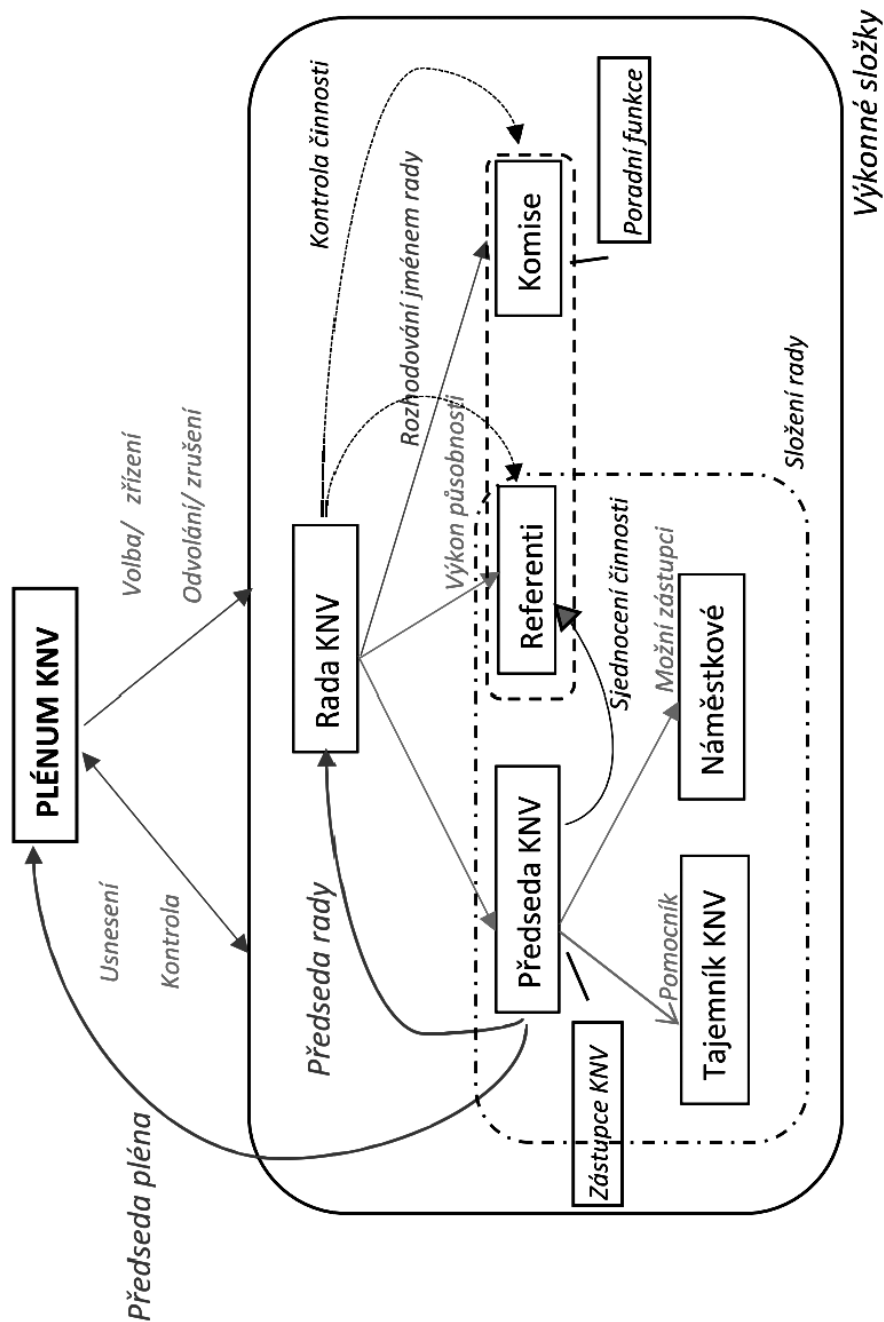 PLÉNUM KNV
Předseda pléna
Usnesení
Kontrola
Volba/ zřízení
Odvolání/ zrušení
Předseda rady
Rada KNV
Kontrola činnosti
Rozhodování jménem rady
Výkon působnosti
Předseda KNV
Referenti
Komise
Zástupce KNV
Sjednocení činnosti
Poradní funkce
Pomocník
Možní zástupci
Tajemník KNV
Náměstkové
Složení rady
Výkonné složky